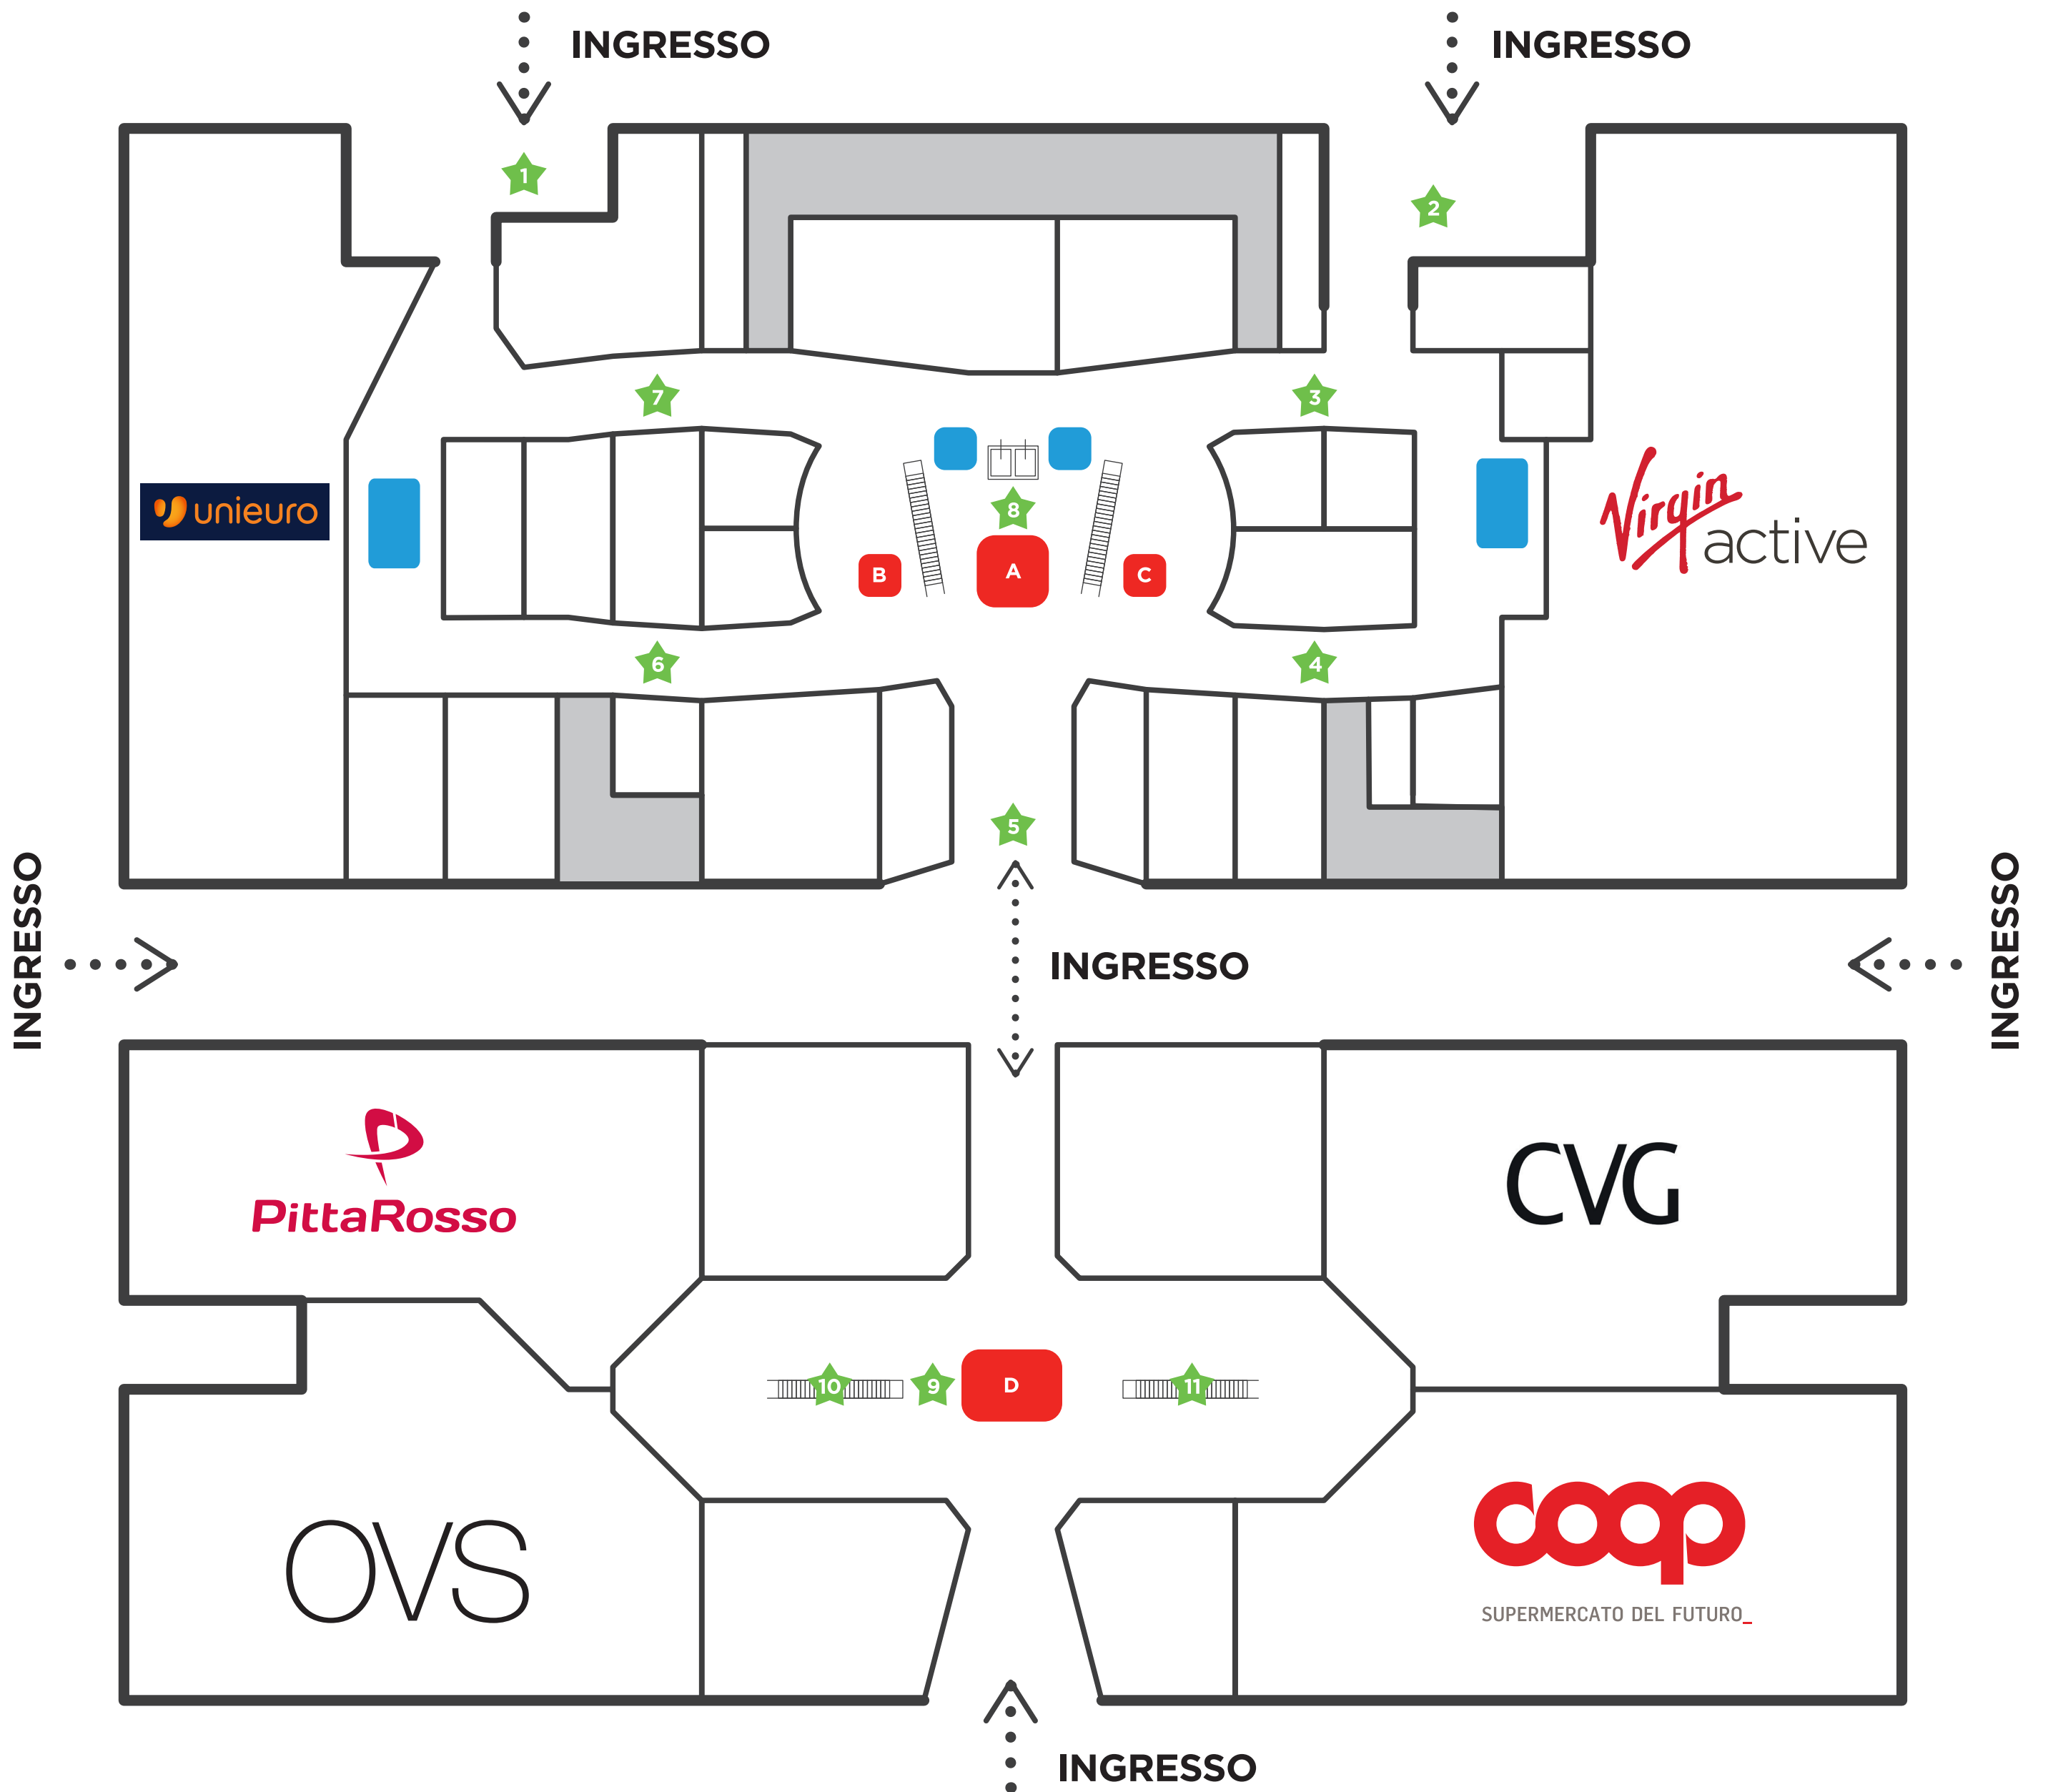 INGRESSO
INGRESSO
1
2
7
3
unieuro
8
Virgin
active
B
A
C
6
4
5
INGRESSO
INGRESSO
INGRESSO
PittaRosso
CVG
10
9
D
11
OVS
coop
SUPERMERCATO DEL FUTURO_
INGRESSO